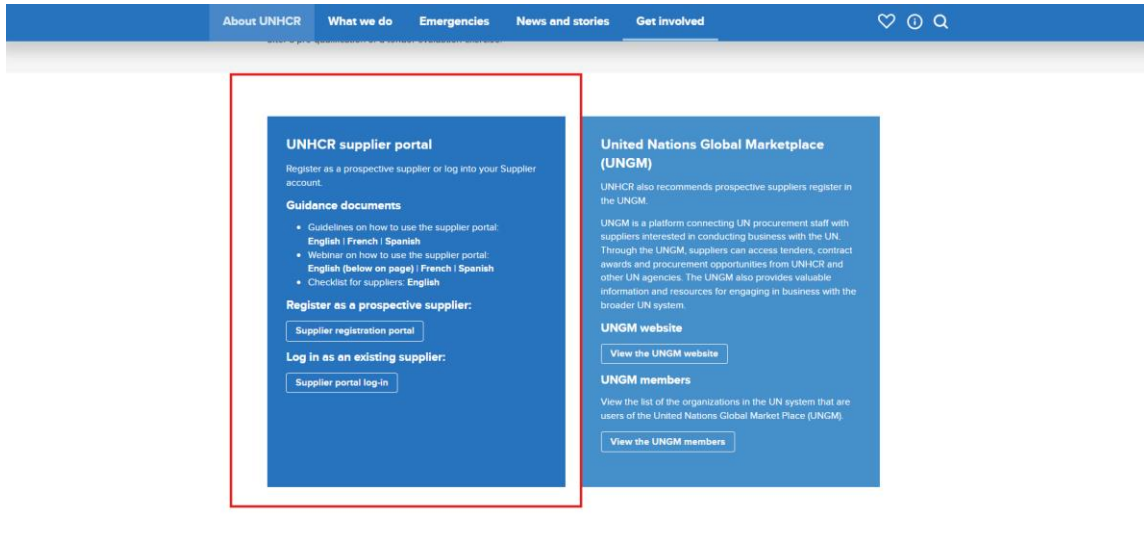 About UNHCR
What we do
Emergencies
News and stories
Get involved
UNHCR supplier portal
Register as a prospective supplier or log into your Supplier
account.
Guidance documents
• Guidelines on how to use the supplier portal:
English | French | Spanish
• Webinar on how to use the supplier portal:
English (below on page) | French | Spanish
• Checklist for suppliers: English
Register as a prospective supplier:
Supplier registration portal
Log in as an existing supplier:
Supplier portal log-in
United Nations Global Marketplace
(UNGM)
UNHCR also recommends prospective suppliers register in
the UNGM.
UNGM is a platform connecting UN procurement staff with
suppliers interested in conducting business with the UN.
Through the UNGM, suppliers can access tenders, contract
awards and procurement opportunities from UNHCR and
other UN agencies. The UNGM also provides valuable
information and resources for engaging in business with the
broader UN system.
UNGM website
View the UNGM website
UNGM members
View the list of the organizations in the UN system that are
users of the United Nations Global Market Place (UNGM).
View the UNGM members